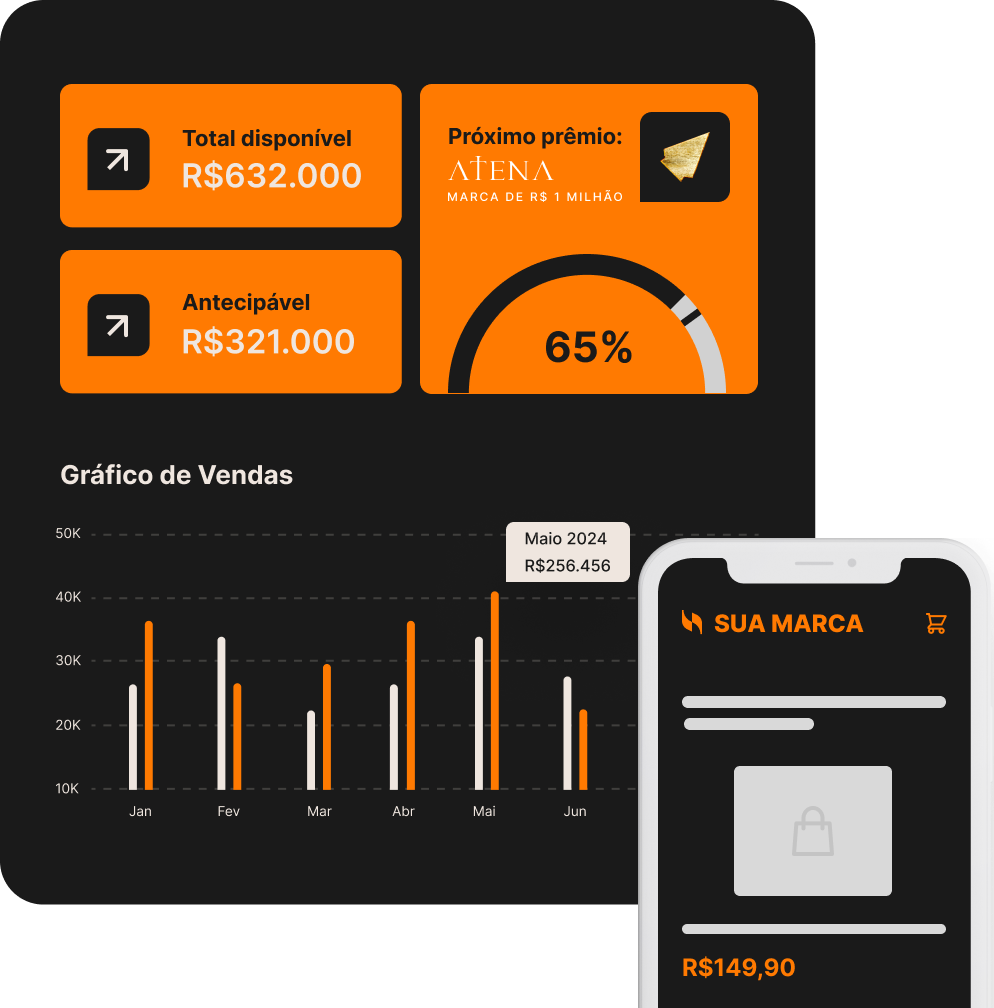 Total disponível
R$632.000
Próximo prêmio:
ATENA
MARCA DE R$ 1 MILHÃO
Antecipável
R$321.000
65%
Gráfico de Vendas
50K
Maio 2024
R$256.456
40K
30K
20K
10K
Jan Fev Mar Abr Mai Jun
SUA MARCA
R$149,90